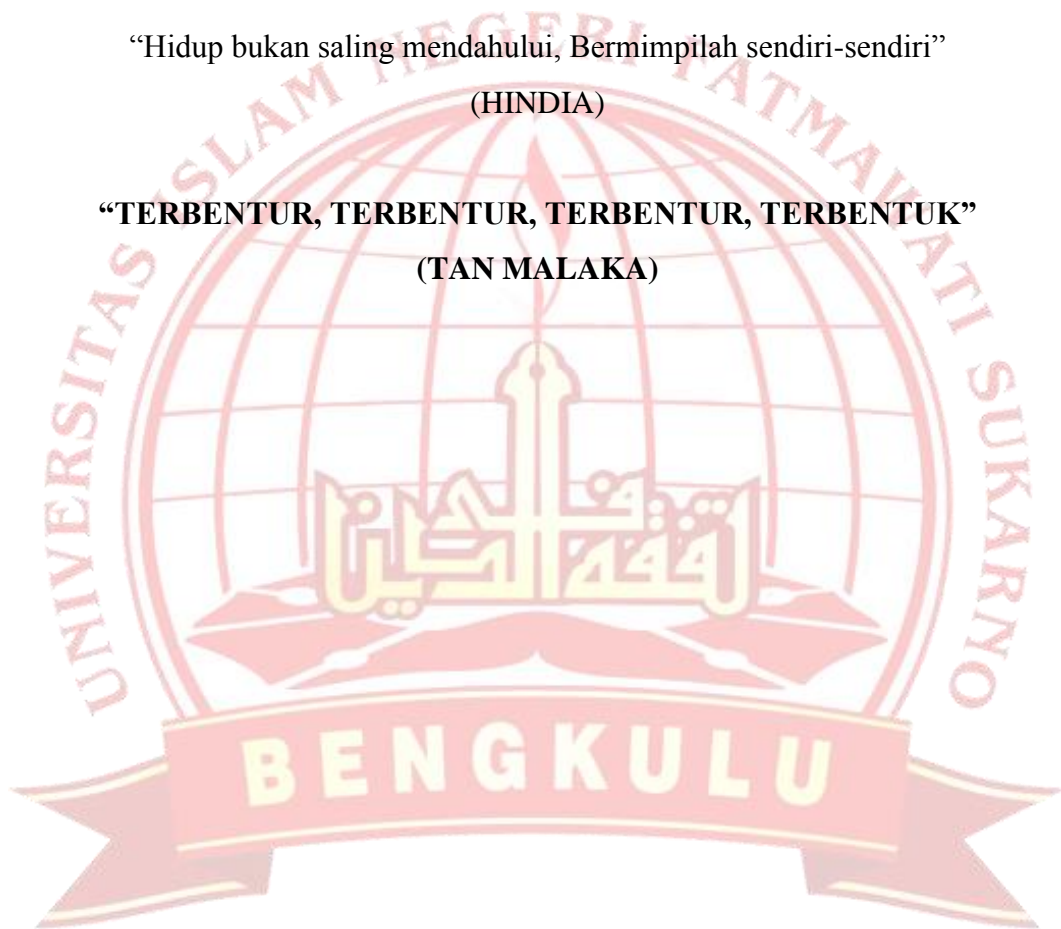 “Hidup bukan saling mendahului, Bermimpilah sendiri-sendiri”
(HINDIA)
“TERBENTUR, TERBENTUR, TERBENTUR, TERBENTUK”
(TAN MALAKA)
UNIVERSITAS ISLAM NEGERI FATMAWATI SUKARNO
BENGKULU